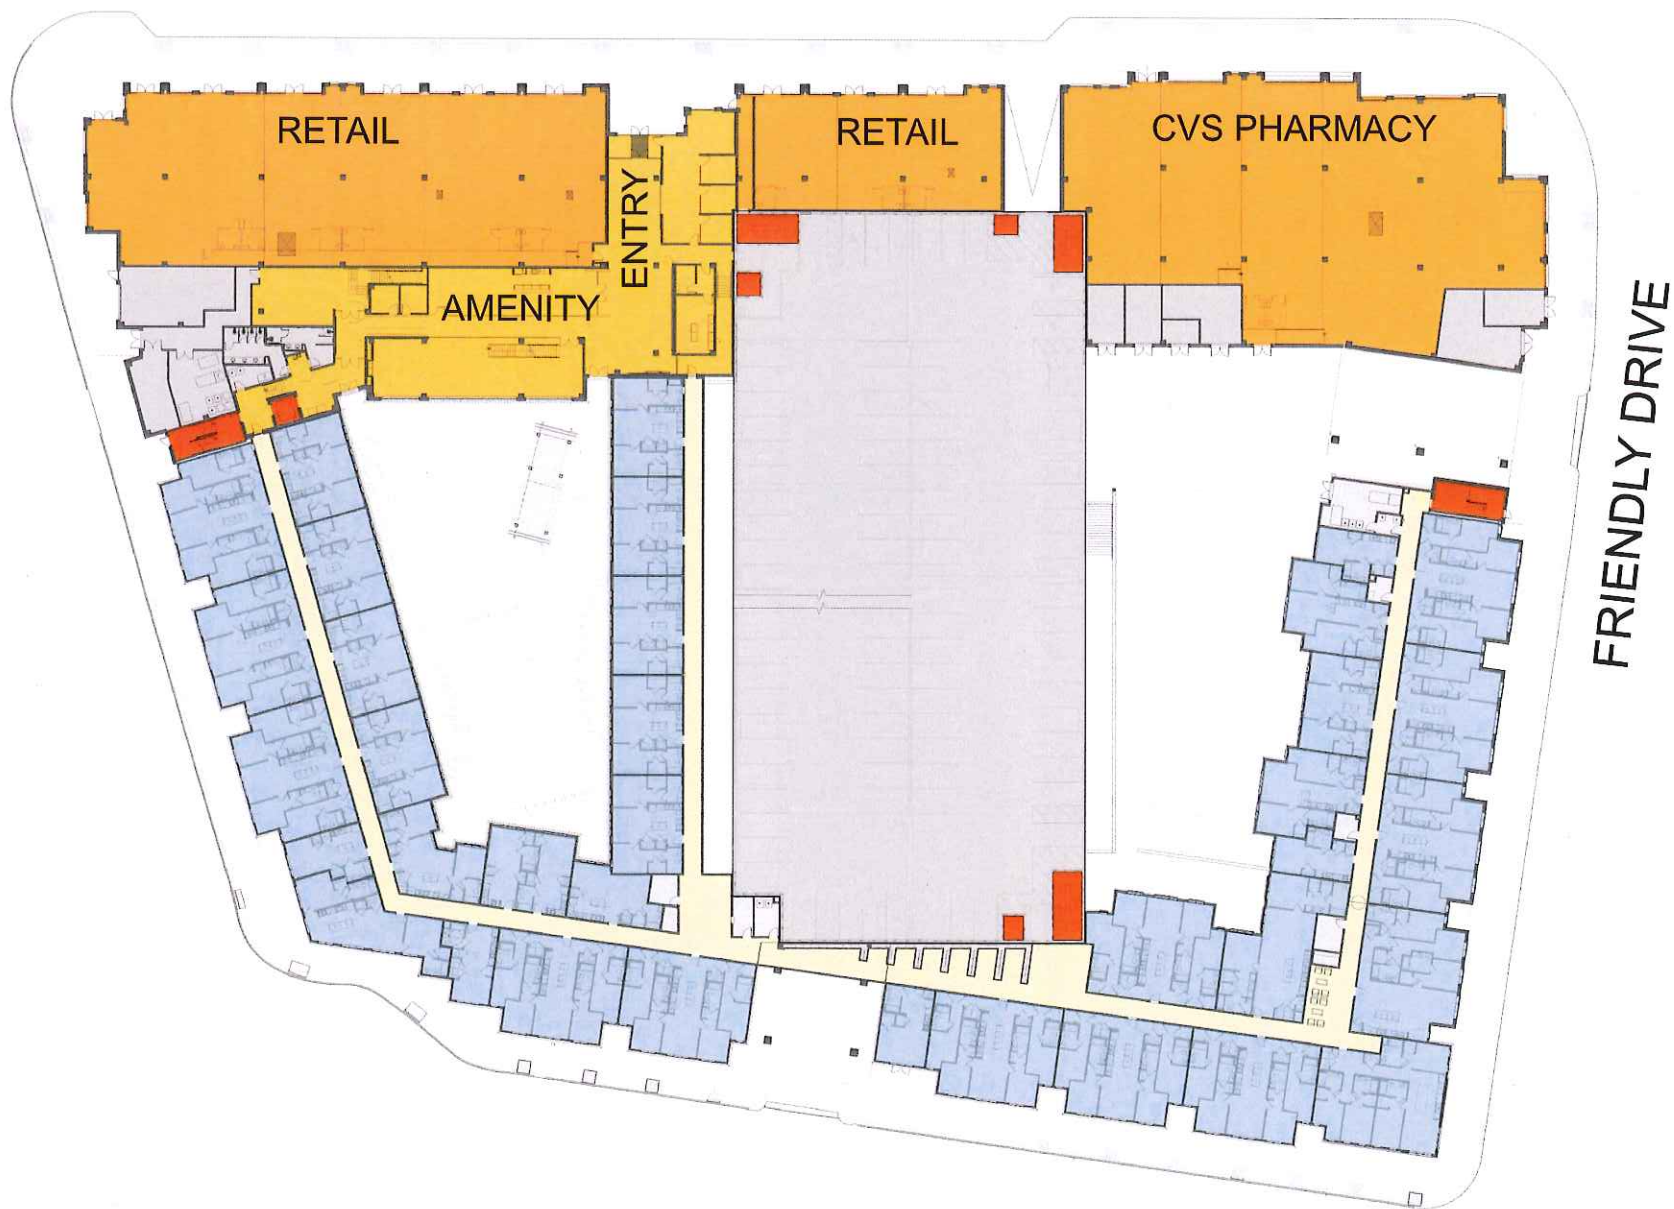 RETAIL
RETAIL
CVS PHARMACY
ENTRY
AMENITY
FRIENDLY DRIVE